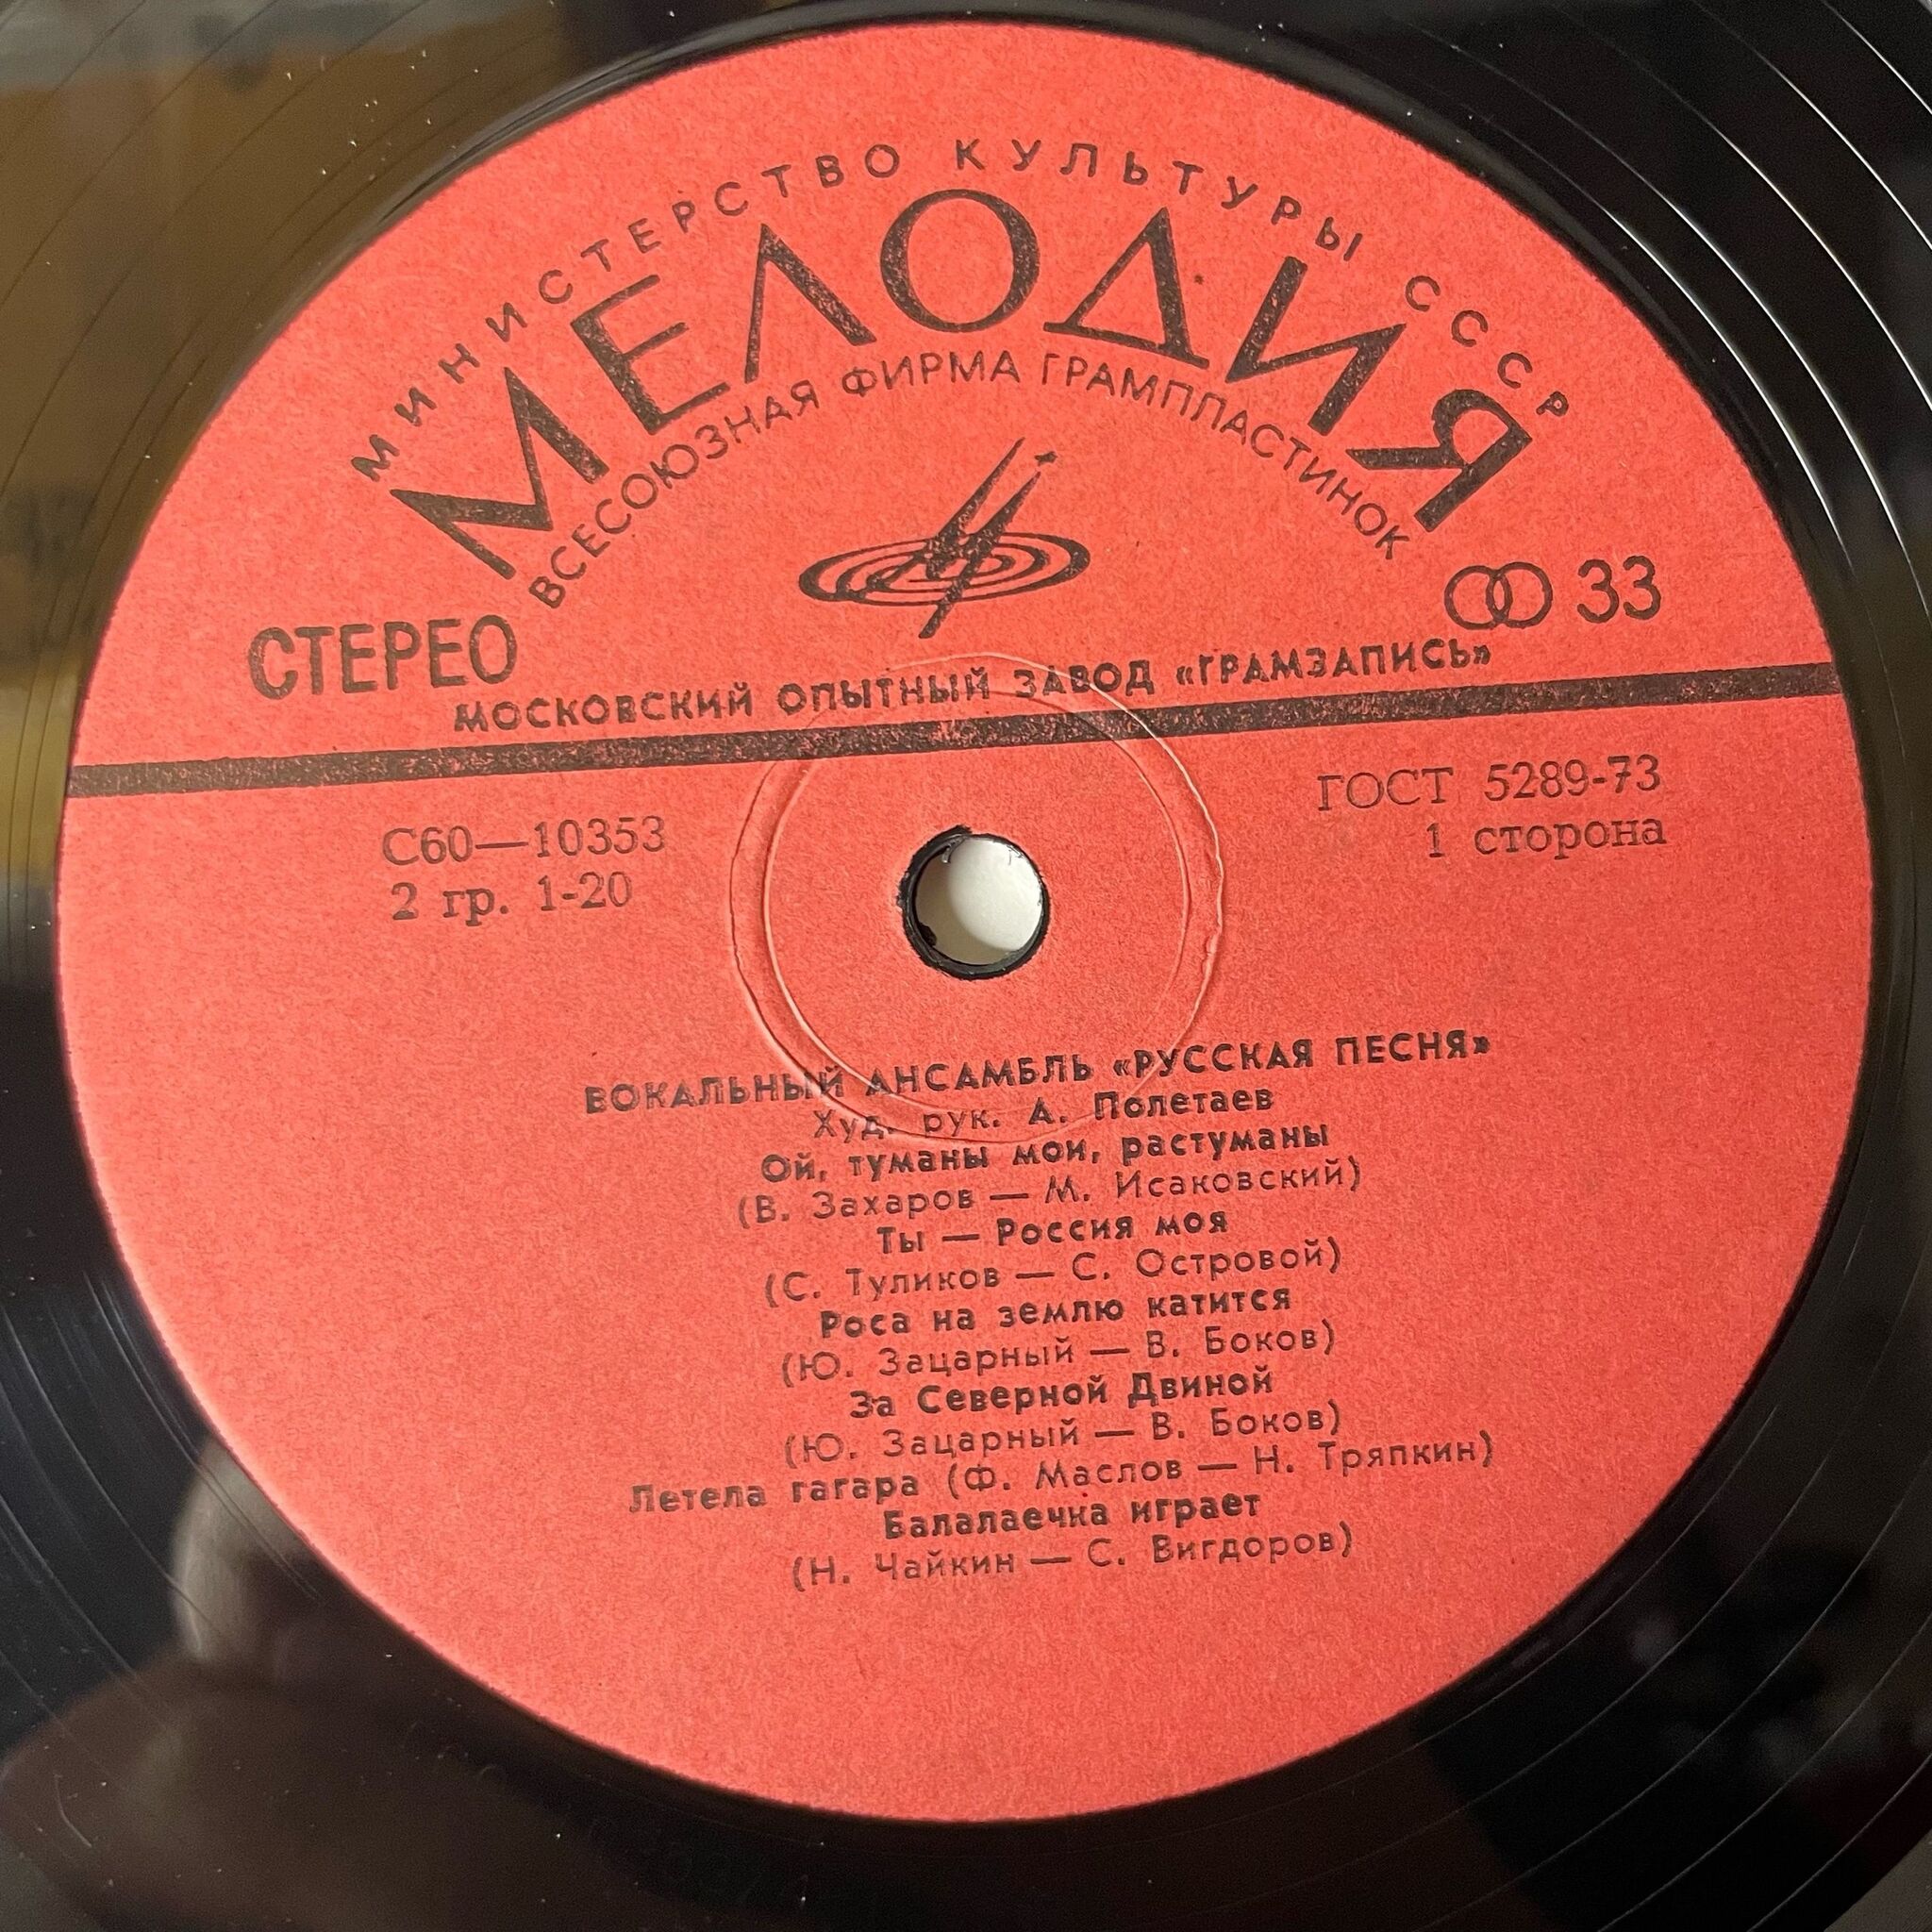 МИНИСТЕРСТВО КУЛЬТУРЫ СССР
МЕЛОДИЯ
ВСЕСОЮЗНАЯ ФИРМА ГРАМПЛАСТИНОК
СТЕРЕО
33
МОСКОВСКИЙ ОПЫТНЫЙ ЗАВОД «ГРАМЗАПИСЬ»
С60—10353
2 гр. 1-20
ГОСТ 5289-73
1 сторона
ВОКАЛЬНЫЙ АНСАМБЛЬ «РУССКАЯ ПЕСНЯ»
Худ. рук. А. Полетаев
Ой, туманы мои, растуманы
(В. Захаров — М. Исаковский)
Ты — Россия моя
(С. Туликов — С. Островой)
Роса на землю катится
(Ю. Зацарный — В. Боков)
За Северной Двиной
(Ю. Зацарный — В. Боков)
Летела гагара (Ф. Маслов — Н. Тряпкин)
Балалаечка играет
(Н. Чайкин — С. Вигдоров)